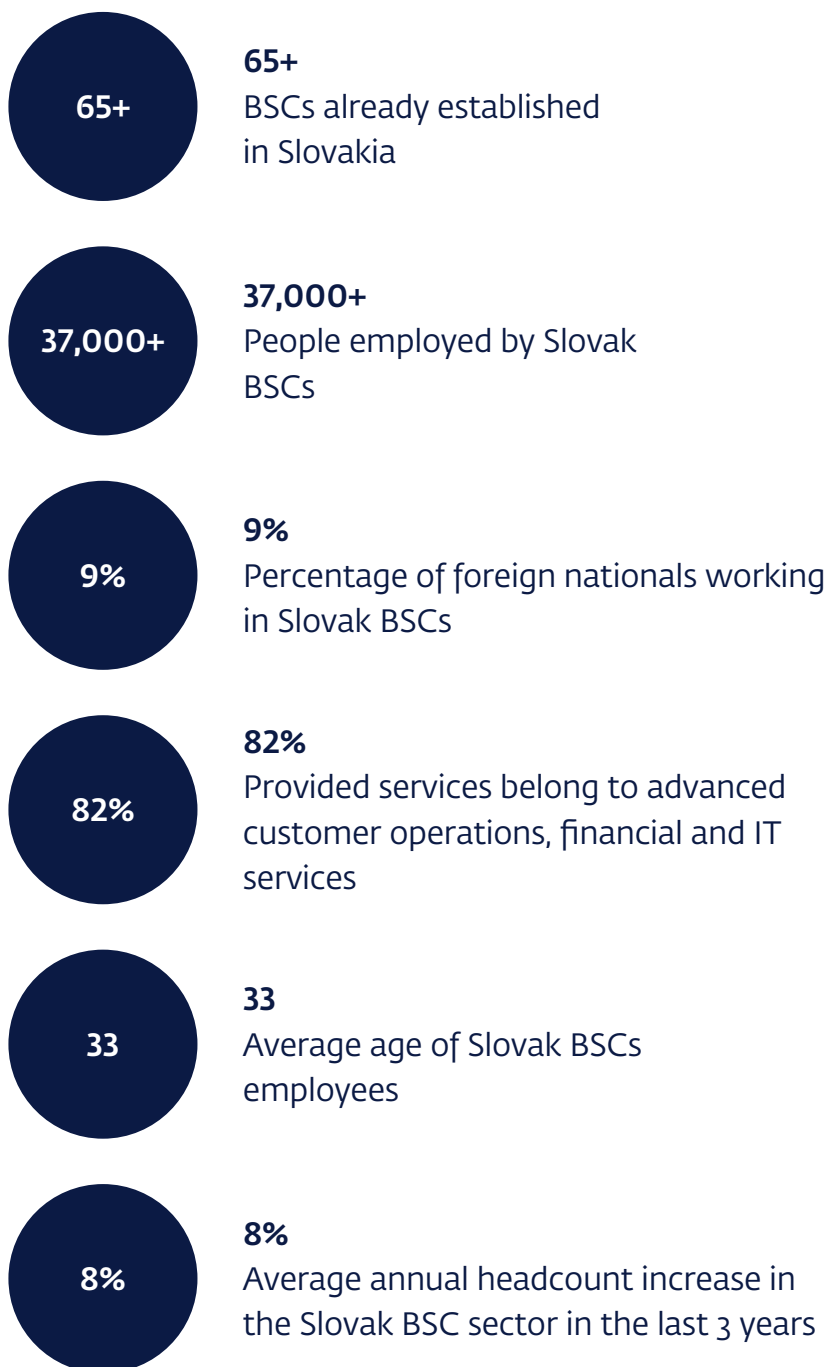 65+
65+
BSCs already established
in Slovakia
37,000+
37,000+
People employed by Slovak
BSCs
9%
9%
Percentage of foreign nationals working
in Slovak BSCs
82%
82%
Provided services belong to advanced
customer operations, financial and IT
services
33
33
Average age of Slovak BSCs
employees
8%
8%
Average annual headcount increase in
the Slovak BSC sector in the last 3 years